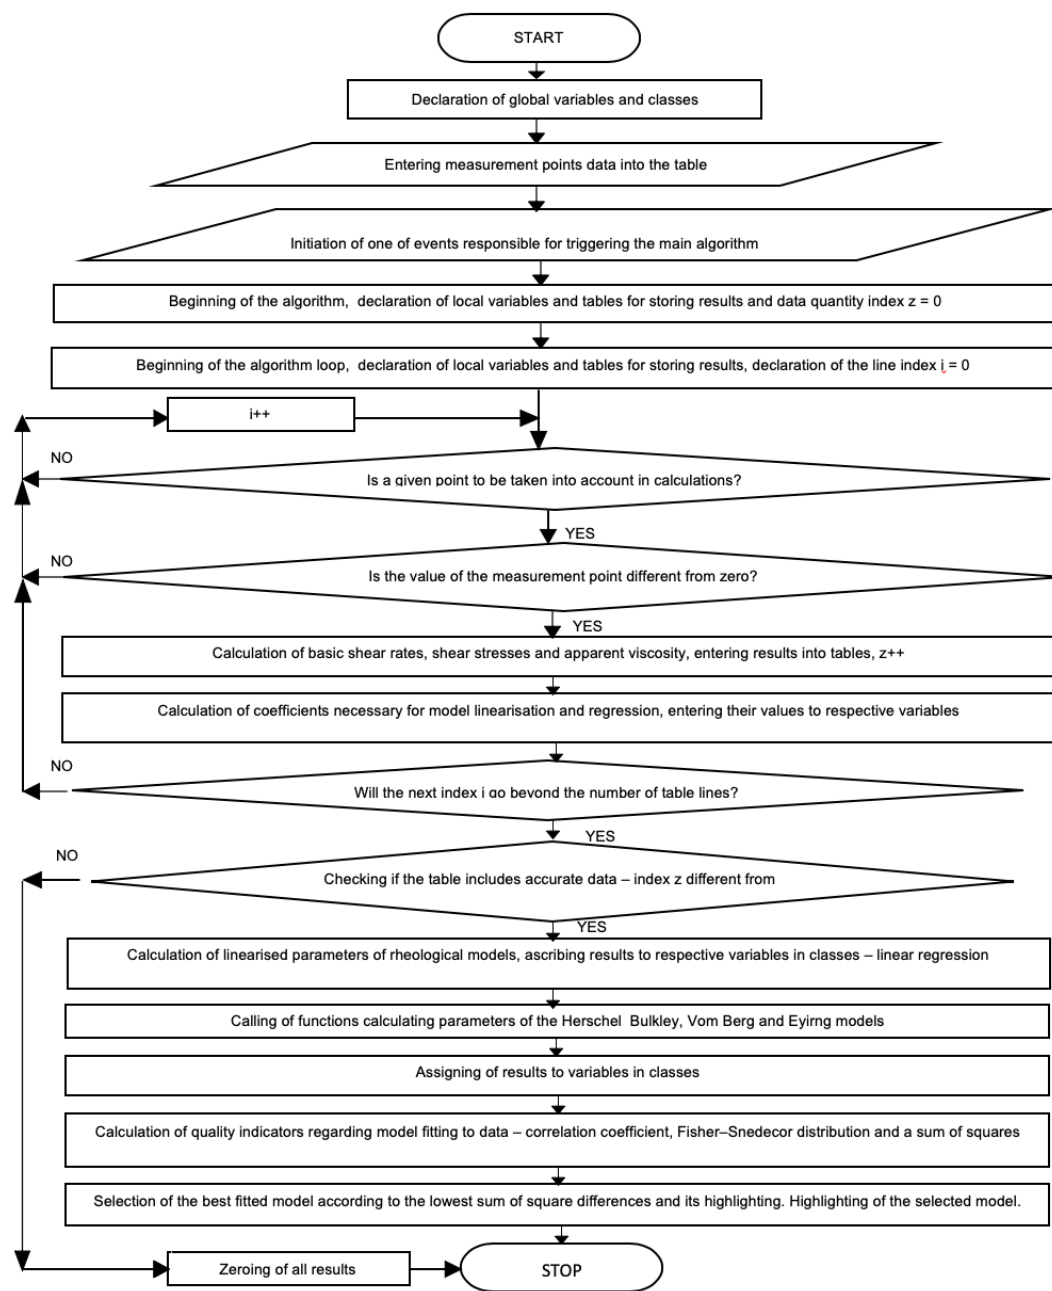 START
Declaration of global variables and classes
Entering measurement points data into the table
Initiation of one of events responsible for triggering the main algorithm
Beginning of the algorithm, declaration of local variables and tables for storing results and data quantity index z = 0
Beginning of the algorithm loop, declaration of local variables and tables for storing results, declaration of the line index i = 0
i++
NO
Is a given point to be taken into account in calculations?
YES
NO
Is the value of the measurement point different from zero?
YES
Calculation of basic shear rates, shear stresses and apparent viscosity, entering results into tables, z++
Calculation of coefficients necessary for model linearisation and regression, entering their values to respective variables
NO
Will the next index i go beyond the number of table lines?
YES
NO
Checking if the table includes accurate data – index z different from
YES
Calculation of linearised parameters of rheological models, ascribing results to respective variables in classes – linear regression
Calling of functions calculating parameters of the Herschel Bulkley, Vom Berg and Eyirng models
Assigning of results to variables in classes
Calculation of quality indicators regarding model fitting to data – correlation coefficient, Fisher–Snedecor distribution and a sum of squares
Selection of the best fitted model according to the lowest sum of square differences and its highlighting. Highlighting of the selected model.
Zeroing of all results
STOP